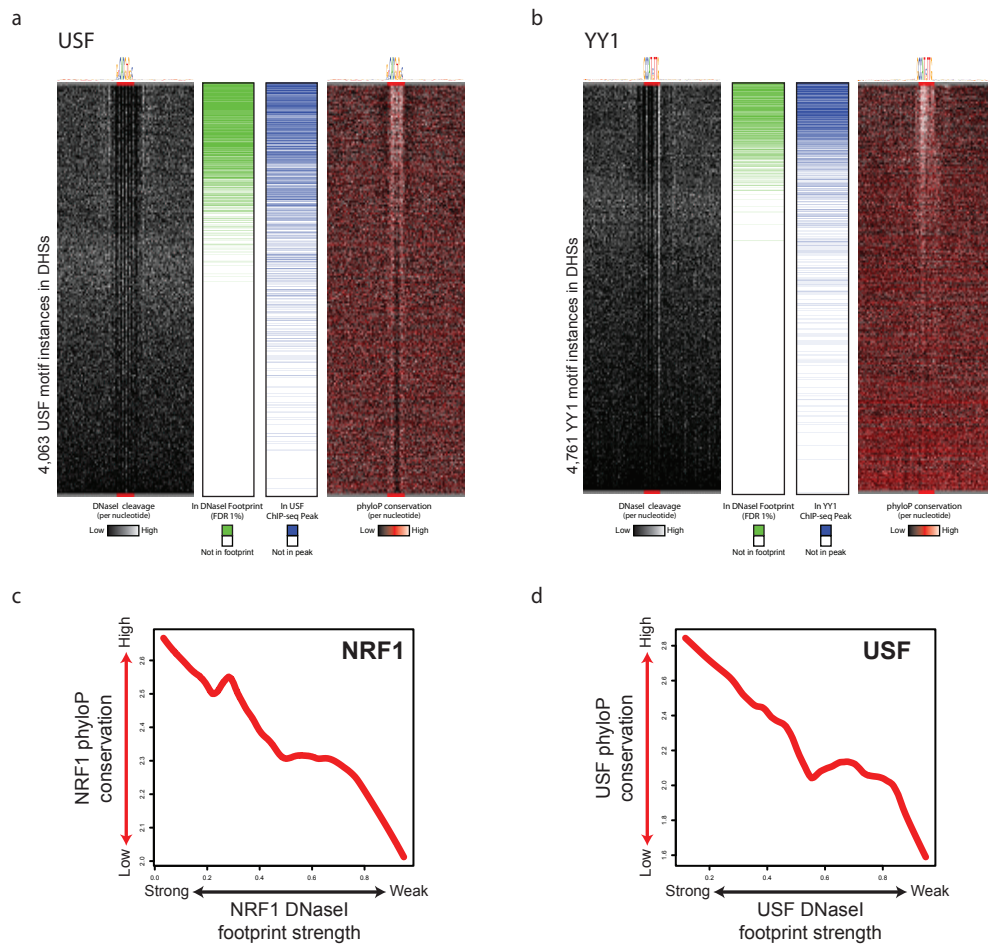 a
USF
4,063 USF motif instances in DHSs
DNaseI cleavage
(per nucleotide)
Low High
In DNaseI Footprint
(FDR 1%)
Not in footprint
In USF
ChIP-seq Peak
Not in peak
phyloP conservation
(per nucleotide)
Low High
b
YY1
4,761 YY1 motif instances in DHSs
DNaseI cleavage
(per nucleotide)
Low High
In DNaseI Footprint
(FDR 1%)
Not in footprint
In YY1
ChIP-seq Peak
Not in peak
phyloP conservation
(per nucleotide)
Low High
c
NRF1
High
NRF1 phyloP
conservation
Low
2.6
2.5
2.4
2.3
2.2
2.1
2.0
0.0 0.2 0.4 0.6 0.8
Strong Weak
NRF1 DNaseI
footprint strength
d
USF
High
USF phyloP
conservation
Low
2.8
2.6
2.4
2.2
2.0
1.8
1.6
0.2 0.4 0.6 0.8
Strong Weak
USF DNaseI
footprint strength